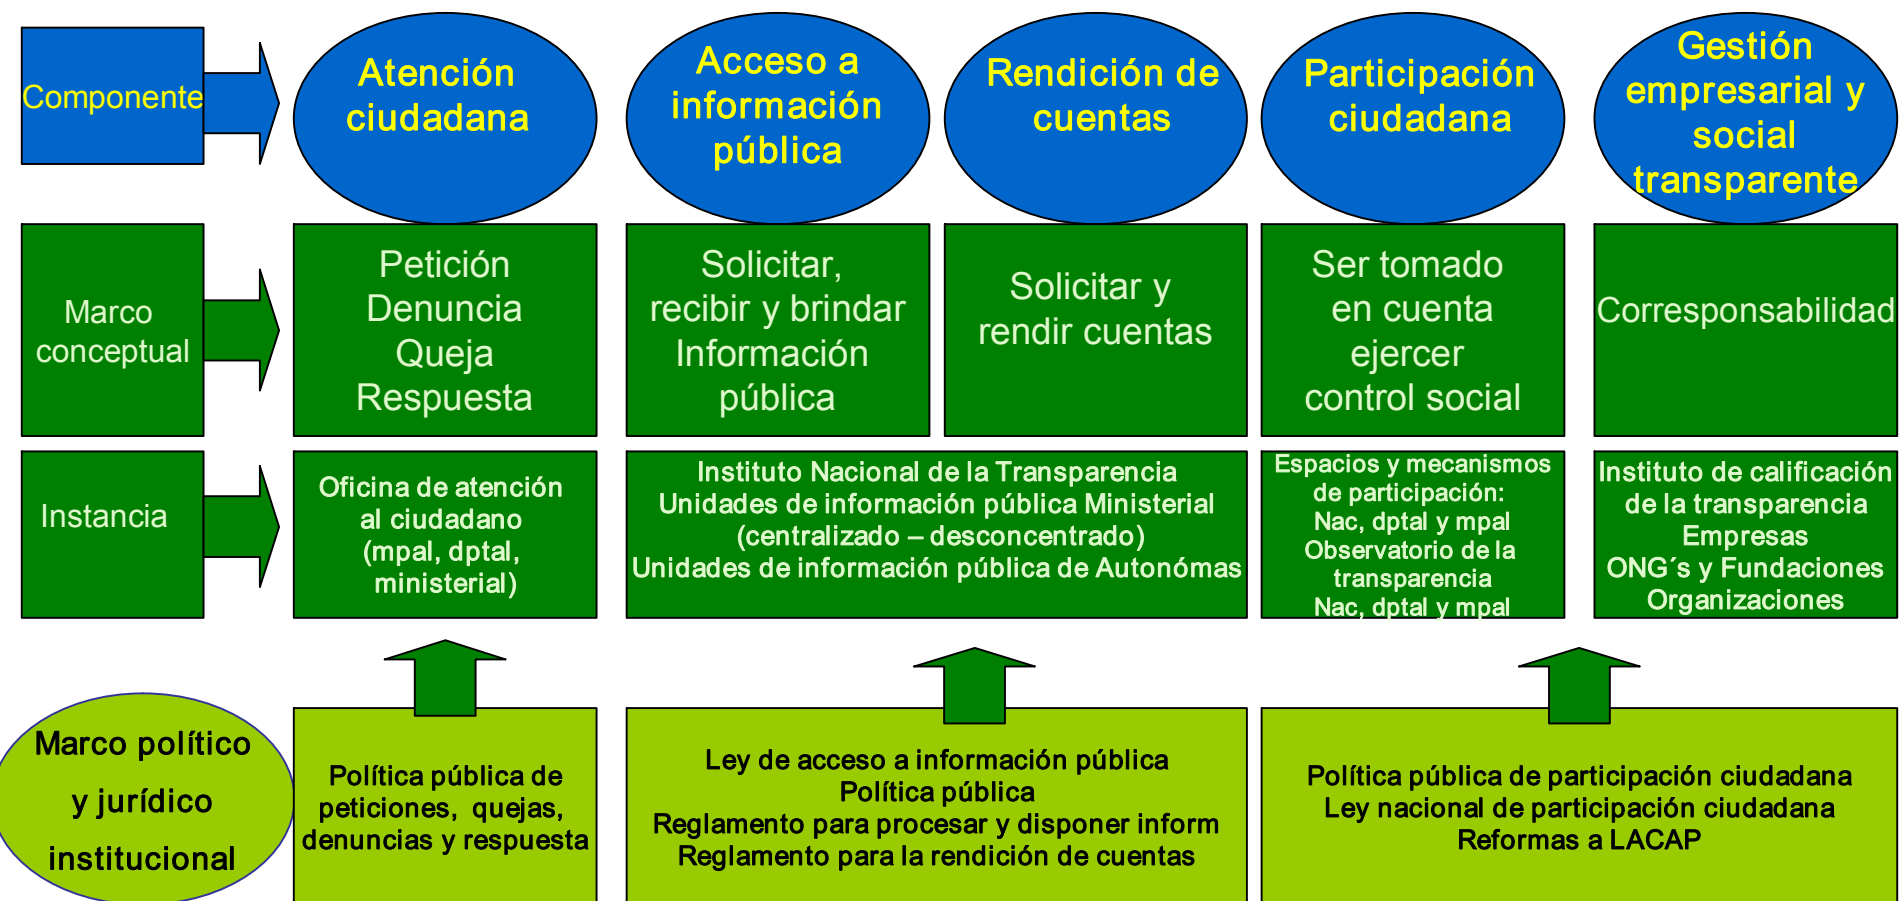 Componente
Atención
ciudadana
Acceso a
información
pública
Rendición de
cuentas
Participación
ciudadana
Gestión
empresarial y
social
transparente
Marco
conceptual
Petición
Denuncia
Queja
Respuesta
Solicitar,
recibir y brindar
Información
pública
Solicitar y
rendir cuentas
Ser tomado
en cuenta
ejercer
control social
Corresponsabilidad
Instancia
Oficina de atención
al ciudadano
(mpal, dptal,
ministerial)
Instituto Nacional de la Transparencia
Unidades de información pública Ministerial
(centralizado – desconcentrado)
Unidades de información pública de Autonómas
Espacios y mecanismos
de participación:
Nac, dptal y mpal
Observatorio de la
transparencia
Nac, dptal y mpal
Instituto de calificación
de la transparencia
Empresas
ONG´s y Fundaciones
Organizaciones
Marco político
y jurídico
institucional
Política pública de
peticiones, quejas,
denuncias y respuesta
Ley de acceso a información pública
Política pública
Reglamento para procesar y disponer inform
Reglamento para la rendición de cuentas
Política pública de participación ciudadana
Ley nacional de participación ciudadana
Reformas a LACAP